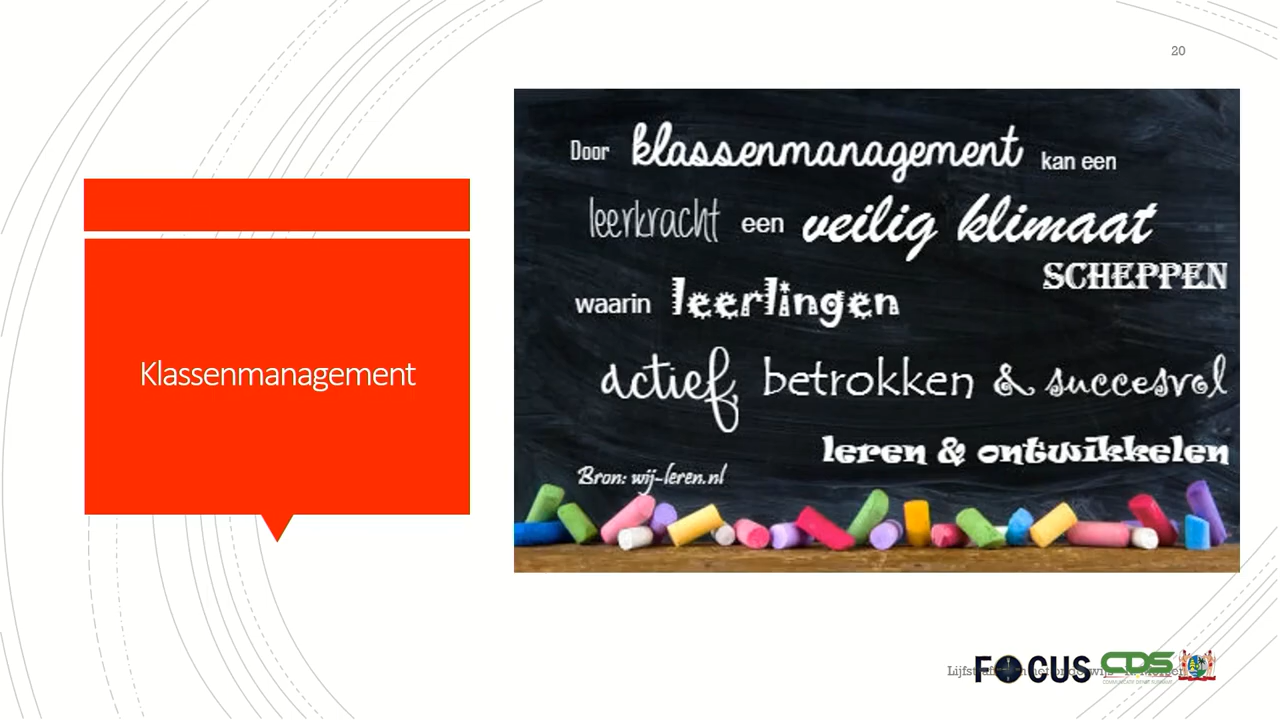 20
Klassenmanagement
Door klassenmanagement kan een
leerkracht een veilig klimaat
SCHEPPEN
waarin leerlingen
actief betrokken & succesvol
leren & ontwikkelen
Bron: wij-leren.nl
FOCUS CDS